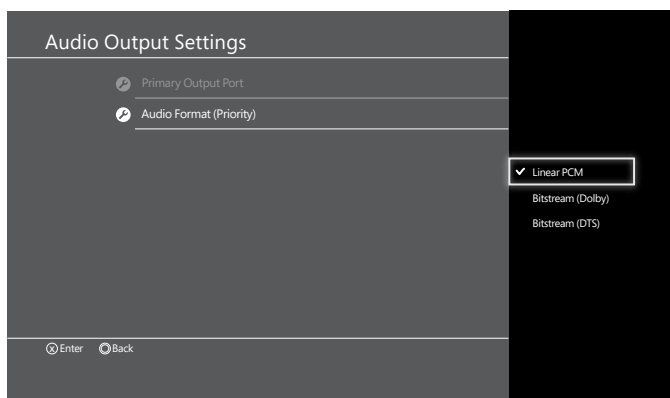 Audio Output Settings
Primary Output Port
Audio Format (Priority)
Linear PCM
Bitstream (Dolby)
Bitstream (DTS)
X Enter Back